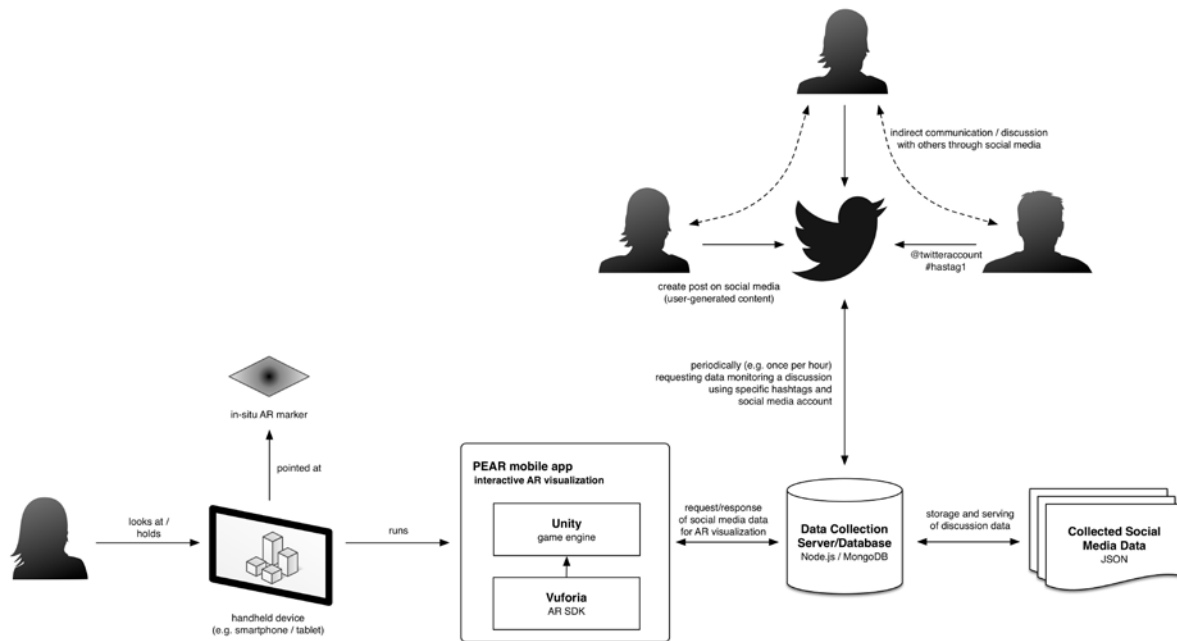 indirect communication / discussion
with others through social media
@twitteraccount
#hastag1
create post on social media
(user-generated content)
periodically (e.g. once per hour)
requesting data monitoring a discussion
using specific hashtags and
social media account
in-situ AR marker
pointed at
looks at /
holds
runs
handheld device
(e.g. smartphone / tablet)
PEAR mobile app
interactive AR visualization
Unity
game engine
Vuforia
AR SDK
request/response
of social media data
for AR visualization
Data Collection
Server/Database
Node.js / MongoDB
storage and serving
of discussion data
Collected Social
Media Data
JSON